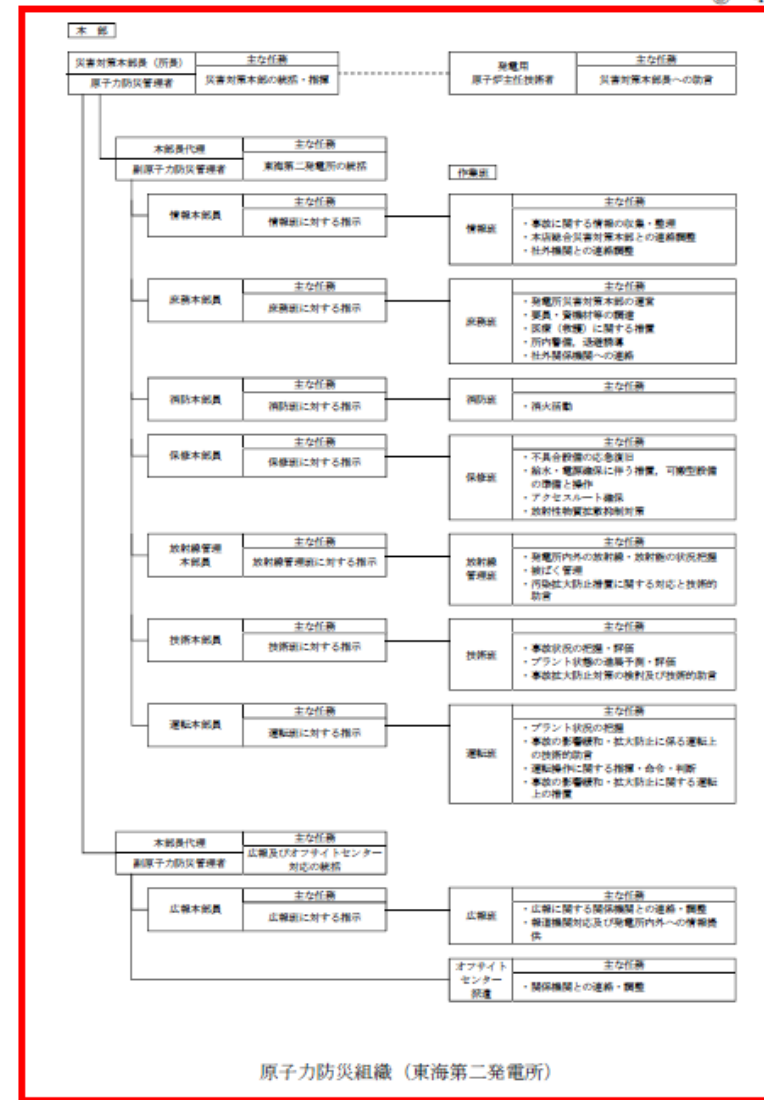 本 部
災害対策本部長（所長）
原子力防災管理者
主な任務
災害対策本部の統括・指揮
発電用
原子炉主任技術者
主な任務
災害対策本部長への助言
本部長代理
副原子力防災管理者
主な任務
東海第二発電所の統括
作業班
情報本部員
主な任務
情報班に対する指示
情報班
主な任務
・事故に関する情報の収集・整理
・本店総合災害対策本部との連絡調整
・社外機関との連絡調整
庶務本部員
主な任務
庶務班に対する指示
庶務班
主な任務
・発電所災害対策本部の運営
・要員・資機材等の調達
・医療（救護）に関する措置
・所内警備，退避誘導
・社外関係機関への連絡
消防本部員
主な任務
消防班に対する指示
消防班
主な任務
・消火活動
保修本部員
主な任務
保修班に対する指示
保修班
主な任務
・不具合設備の応急復旧
・給水・電源確保に伴う措置，可搬型設備
の準備と操作
・アクセスルート確保
・放射性物質拡散抑制対策
放射線管理
本部員
主な任務
放射線管理班に対する指示
放射線
管理班
主な任務
・発電所内外の放射線・放射能の状況把握
・被ばく管理
・汚染拡大防止措置に関する対応と技術的
助言
技術本部員
主な任務
技術班に対する指示
技術班
主な任務
・事故状況の把握・評価
・プラント状態の進展予測・評価
・事故拡大防止対策の検討及び技術的助言
運転本部員
主な任務
運転班に対する指示
運転班
主な任務
・プラント状況の把握
・事故の影響緩和・拡大防止に係る運転上
の技術的助言
・運転操作に関する指揮・命令・判断
・事故の影響緩和・拡大防止に関する運転
上の措置
本部長代理
副原子力防災管理者
主な任務
広報及びオフサイトセンター
対応の統括
広報本部員
主な任務
広報班に対する指示
広報班
主な任務
・広報に関する関係機関との連絡・調整
・報道機関対応及び発電所内外への情報提
供
オフサイト
センター
派遣
主な任務
・関係機関との連絡・調整
原子力防災組織（東海第二発電所）